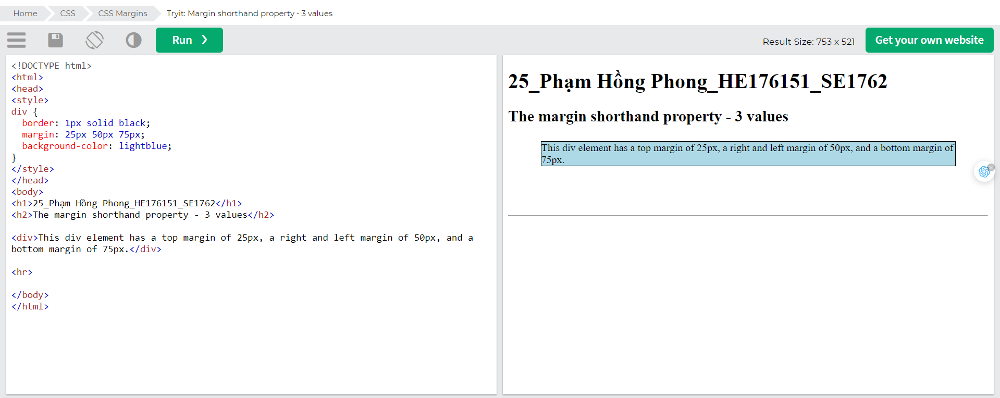 Home CSS CSS Margins Tryit: Margin shorthand property - 3 values
Run ❯ Result Size: 753 x 521 Get your own website
<!DOCTYPE html>
<html>
<head>
<style>
div {
  border: 1px solid black;
  margin: 25px 50px 75px;
  background-color: lightblue;
}
</style>
</head>
<body>
<h1>25_Phạm Hồng Phong_HE176151_SE1762</h1>
<h2>The margin shorthand property - 3 values</h2>
<div>This div element has a top margin of 25px, a right and left margin of 50px, and a
bottom margin of 75px.</div>
<hr>
</body>
</html>
25_Phạm Hồng Phong_HE176151_SE1762
The margin shorthand property - 3 values
This div element has a top margin of 25px, a right and left margin of 50px, and a bottom margin of
75px.